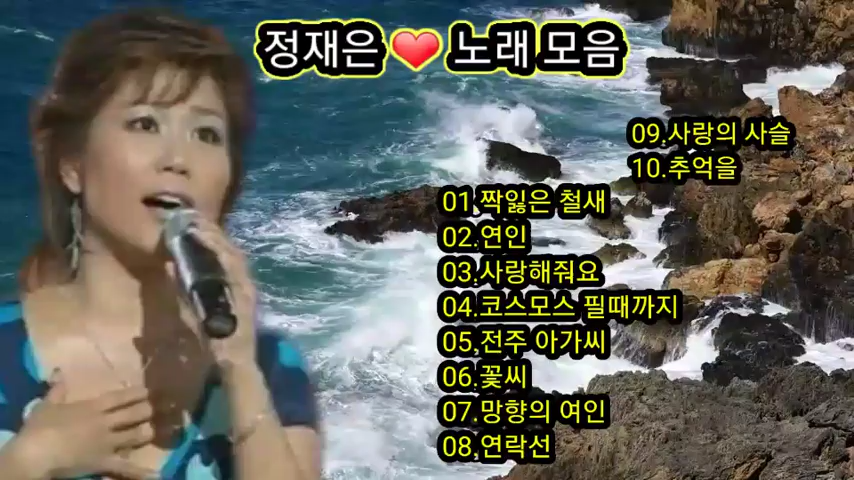 정재은❤노래 모음
01.짝잃은 철새
02.연인
03.사랑해줘요
04.코스모스 필때까지
05.전주 아가씨
06.꽃씨
07.망향의 여인
08.연락선
09.사랑의 사슬
10.추억을